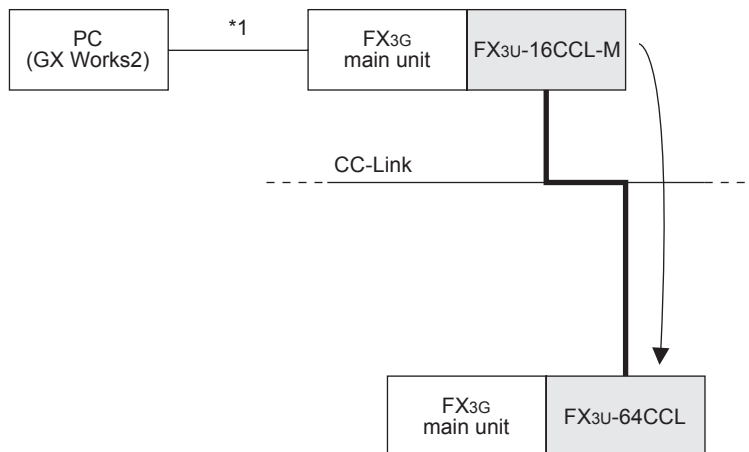 PC
(GX Works2)
*1
FX3G
main unit
FX3U-16CCL-M
CC-Link
FX3G
main unit
FX3U-64CCL